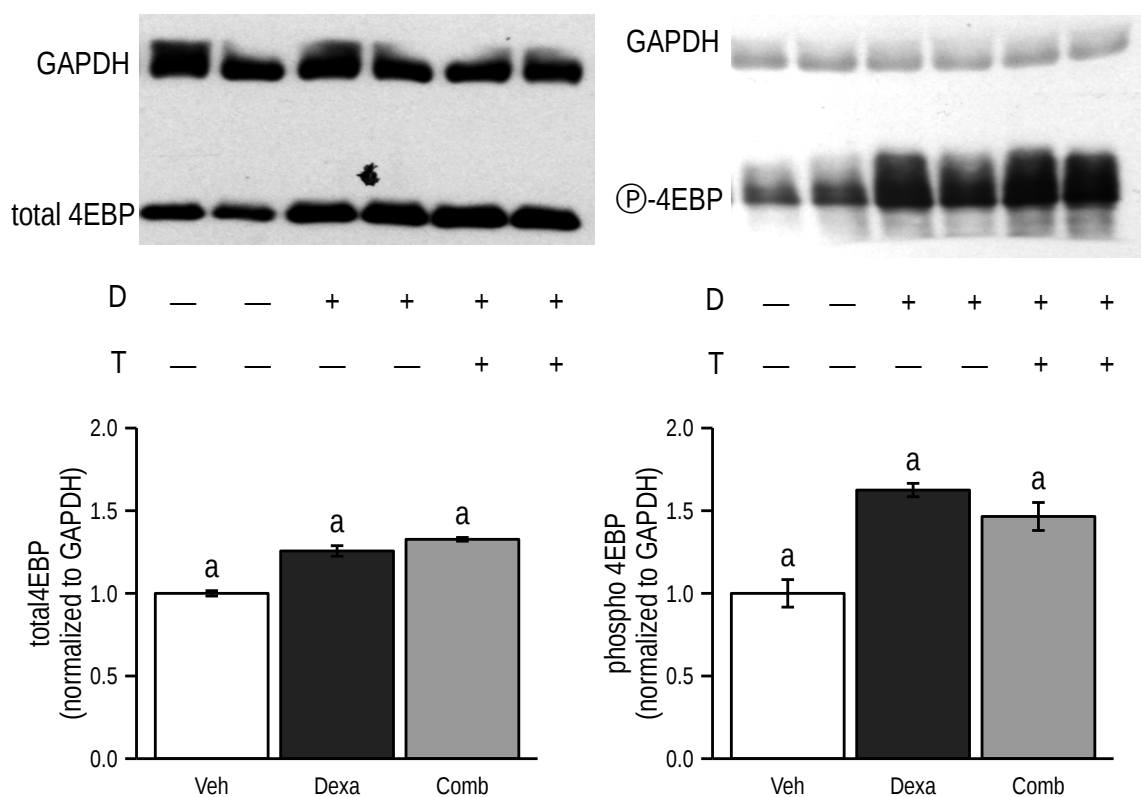 GAPDH
total 4EBP
D — — + + + +
T — — — — + +
2.0
1.5
1.0
0.5
0.0
total4EBP
(normalized to GAPDH)
a
a
a
Veh Dexa Comb
GAPDH
Ⓟ-4EBP
D — — + + + +
T — — — — + +
2.0
1.5
1.0
0.5
0.0
phospho 4EBP
(normalized to GAPDH)
a
a
a
Veh Dexa Comb